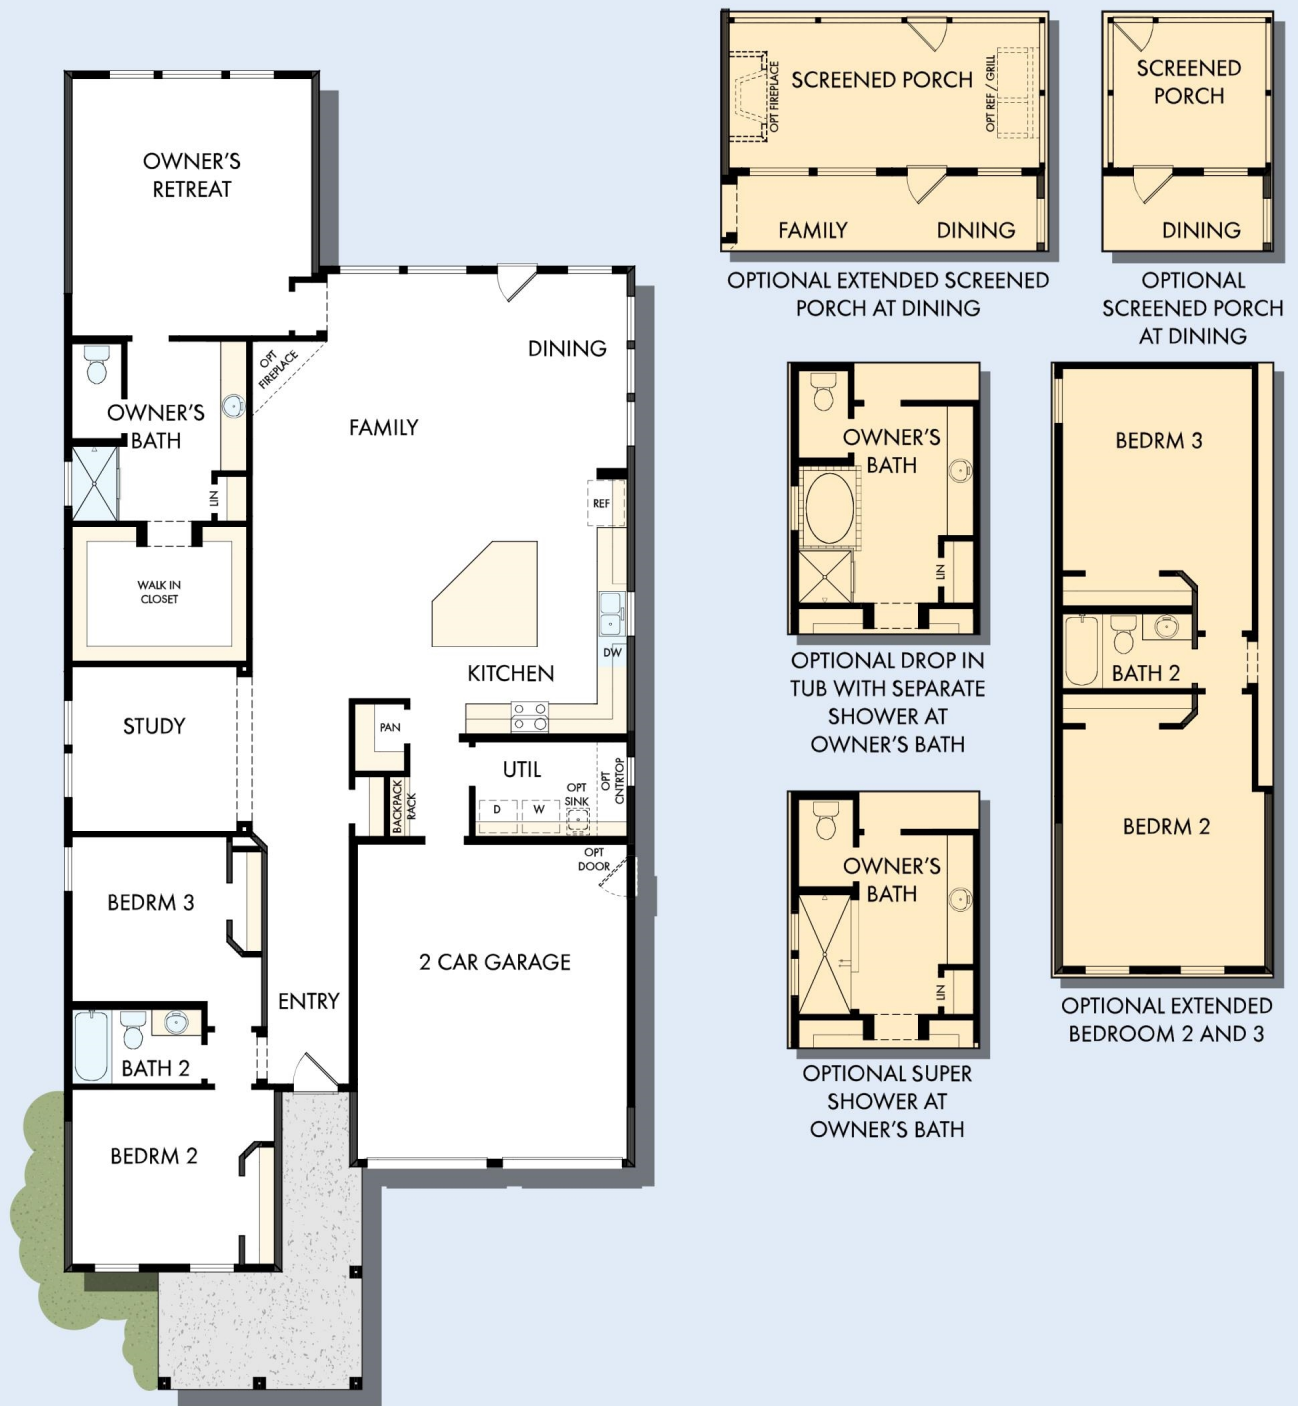 OWNER'S
RETREAT
OPT
FIREPLACE
DINING
FAMILY
OWNER'S
BATH
LIN
REF
WALK IN
CLOSET
DW
KITCHEN
STUDY
PAN
UTIL
BACKPACK
RACK
D
W
OPT
SINK
OPT
CNTRTOP
OPT
DOOR
BEDRM 3
2 CAR GARAGE
ENTRY
BATH 2
BEDRM 2
OPT FIREPLACE
SCREENED PORCH
OPT REF / GRILL
FAMILY
DINING
OPTIONAL EXTENDED SCREENED
PORCH AT DINING
SCREENED
PORCH
DINING
OPTIONAL
SCREENED PORCH
AT DINING
OWNER'S
BATH
LIN
OPTIONAL DROP IN
TUB WITH SEPARATE
SHOWER AT
OWNER'S BATH
BEDRM 3
BATH 2
BEDRM 2
OPTIONAL EXTENDED
BEDROOM 2 AND 3
OWNER'S
BATH
LIN
OPTIONAL SUPER
SHOWER AT
OWNER'S BATH